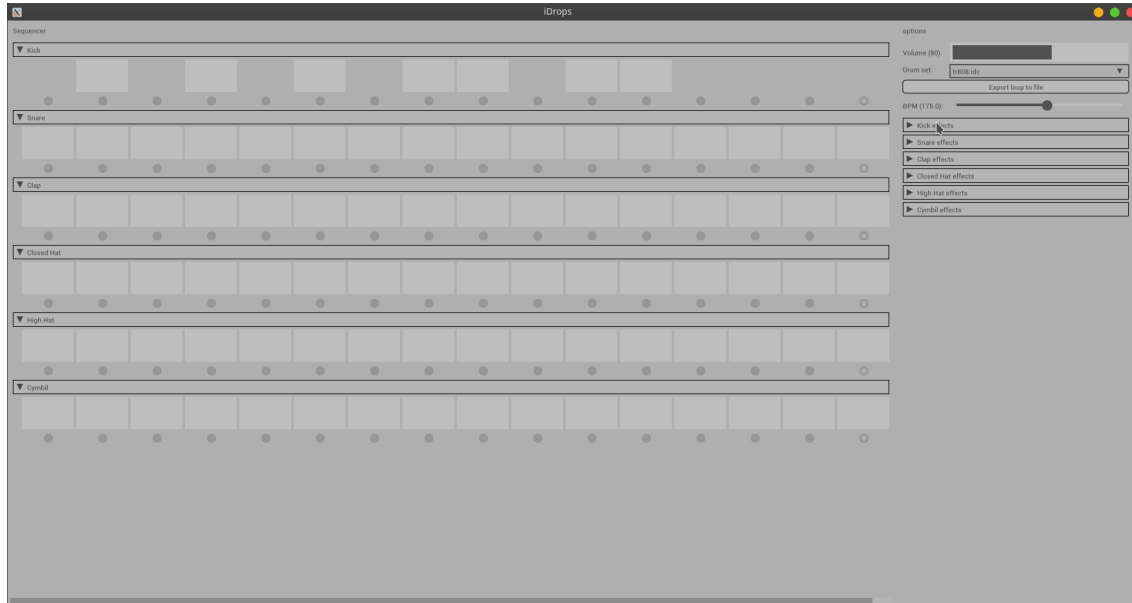 iDrops
Sequencer
Kick
Snare
Clap
Closed Hat
High Hat
Cymbil
options
Volume (80):
Drum set: tr808.idc
Export loop to file
BPM (175.0):
Kick effects
Snare effects
Clap effects
Closed Hat effects
High Hat effects
Cymbil effects